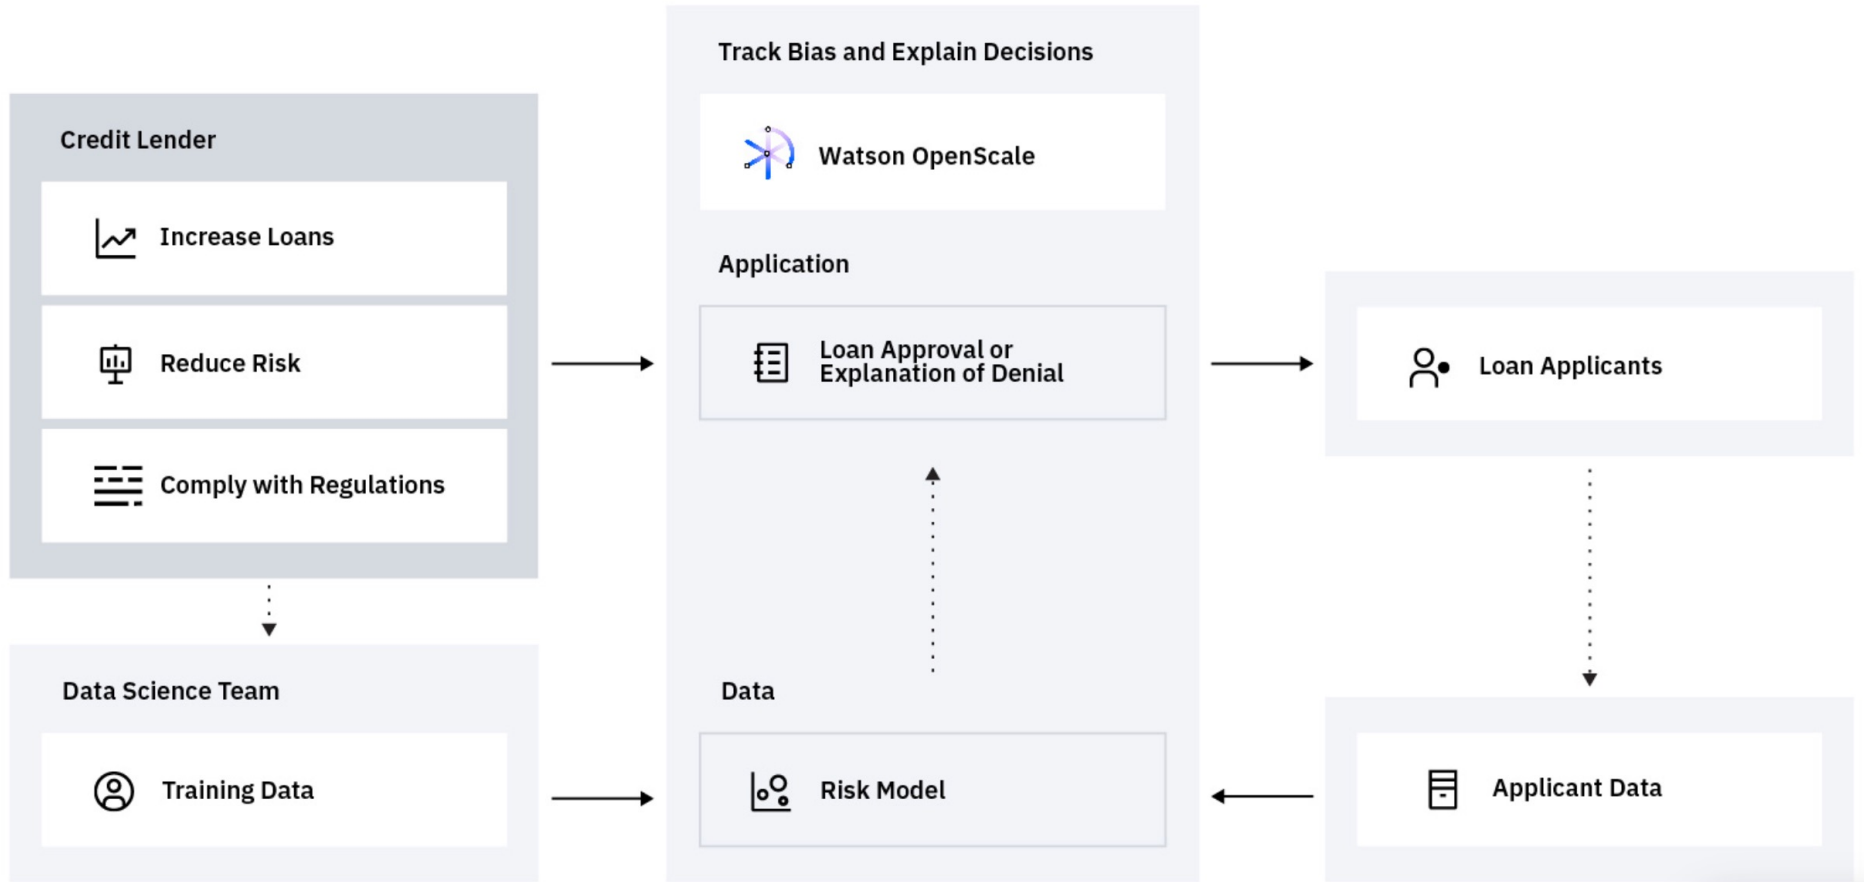 Credit Lender
Increase Loans
Reduce Risk
Comply with Regulations
Data Science Team
Training Data
Track Bias and Explain Decisions
Watson OpenScale
Application
Loan Approval or
Explanation of Denial
Data
Risk Model
Loan Applicants
Applicant Data